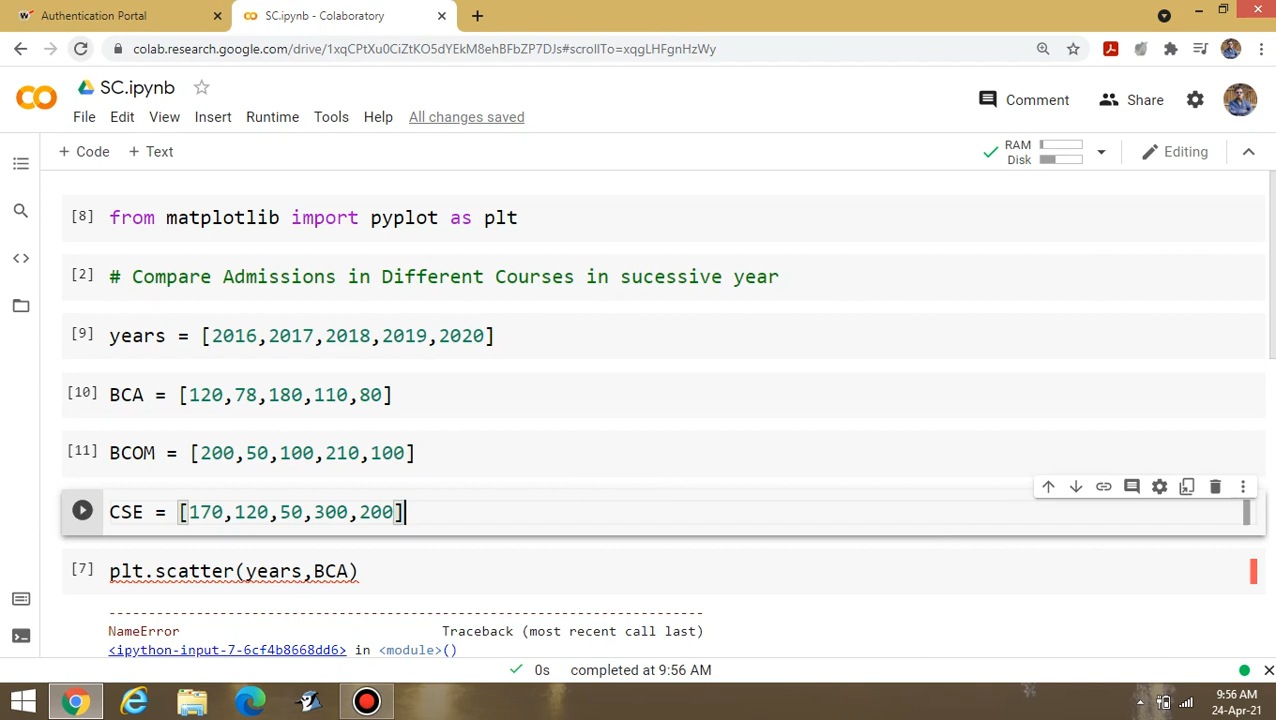 Authentication Portal
SC.ipynb - Colaboratory
colab.research.google.com/drive/1xqCPtXu0CiZtKO5dYEkM8ehBFbZP7DJs#scrollTo=xqgLHFgnHzWy
SC.ipynb
Comment
Share
File Edit View Insert Runtime Tools Help All changes saved
+ Code + Text
RAM
Disk
Editing
[8] from matplotlib import pyplot as plt
[2] # Compare Admissions in Different Courses in sucessive year
[9] years = [2016,2017,2018,2019,2020]
[10] BCA = [120,78,180,110,80]
[11] BCOM = [200,50,100,210,100]
CSE = [170,120,50,300,200]
[7] plt.scatter(years,BCA)
---------------------------------------------------------------------------
NameError Traceback (most recent call last)
<ipython-input-7-6cf4b8668dd6> in <module>()
0s completed at 9:56 AM
9:56 AM
24-Apr-21